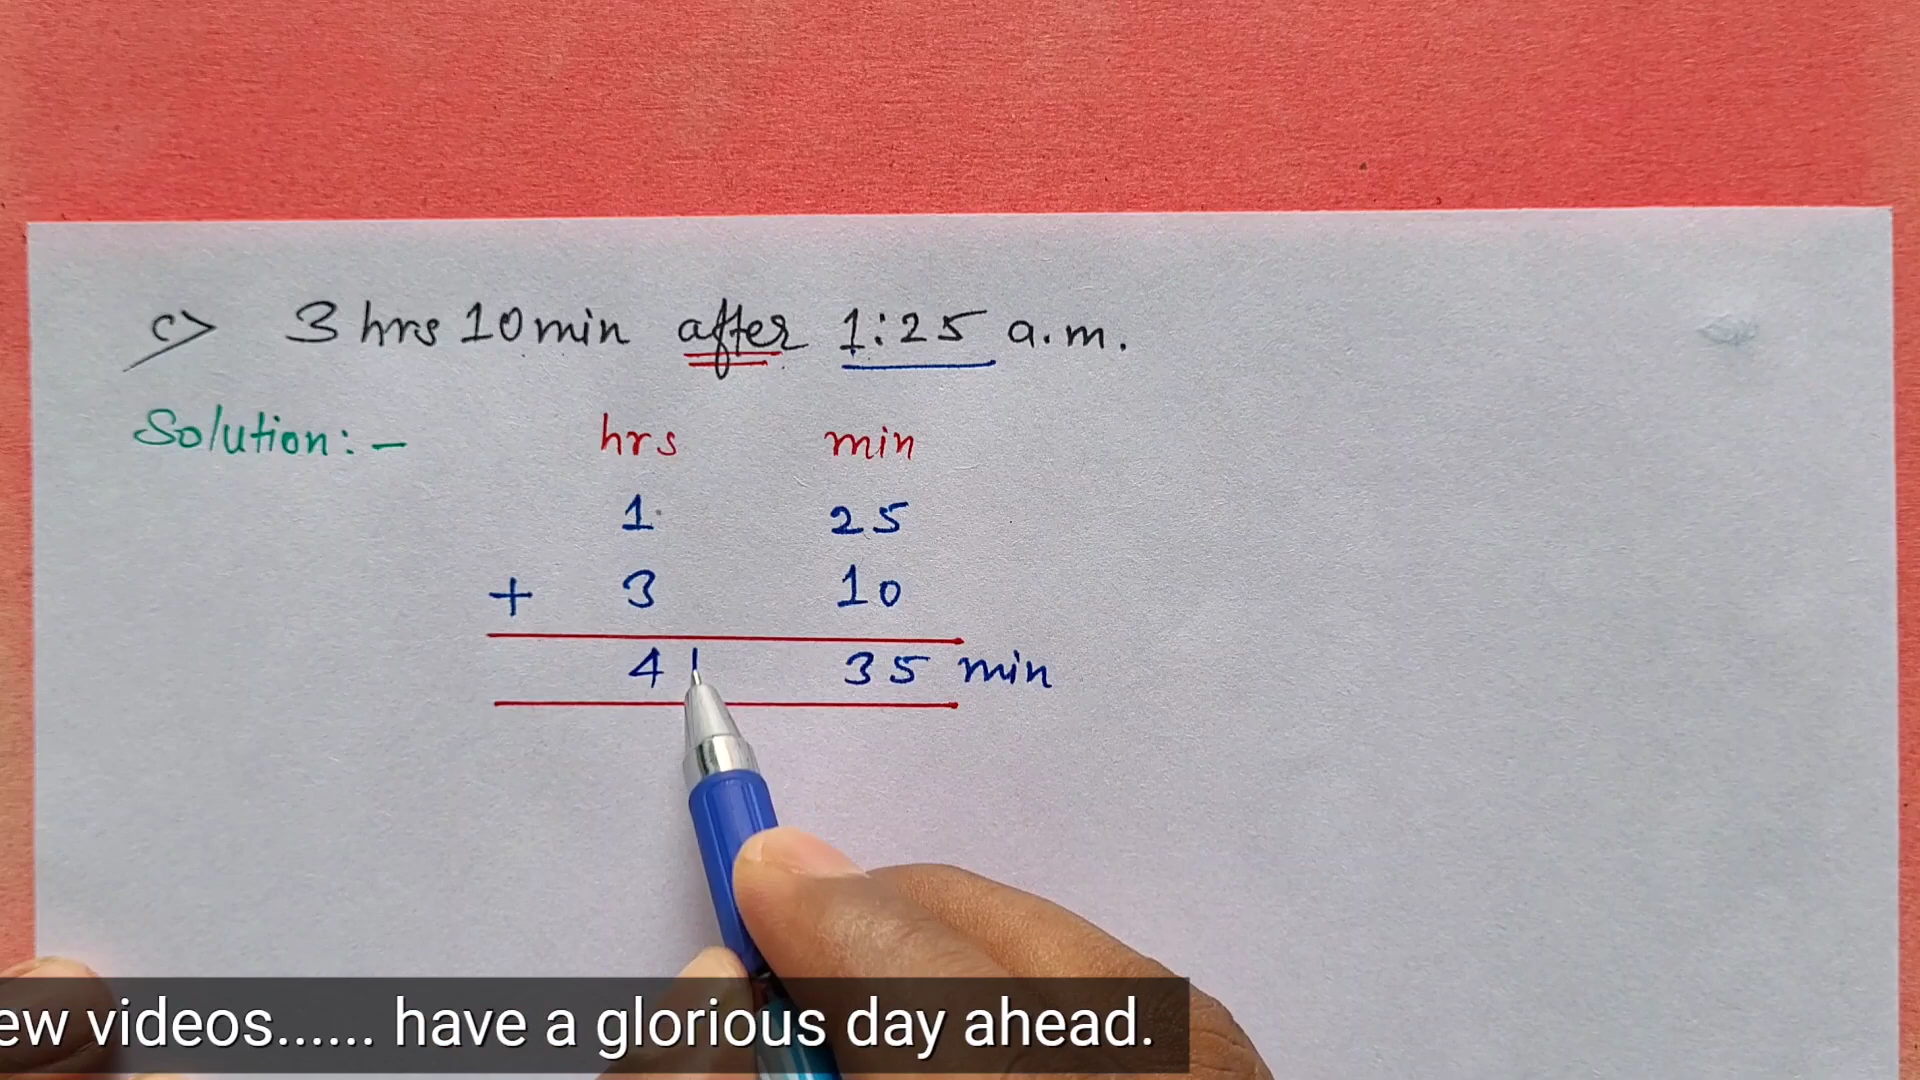 c> 3 hrs 10 min after 1:25 a.m.
Solution:-
hrs min
1 25
+ 3 10
4 35 min
videos...... have a glorious day ahead.